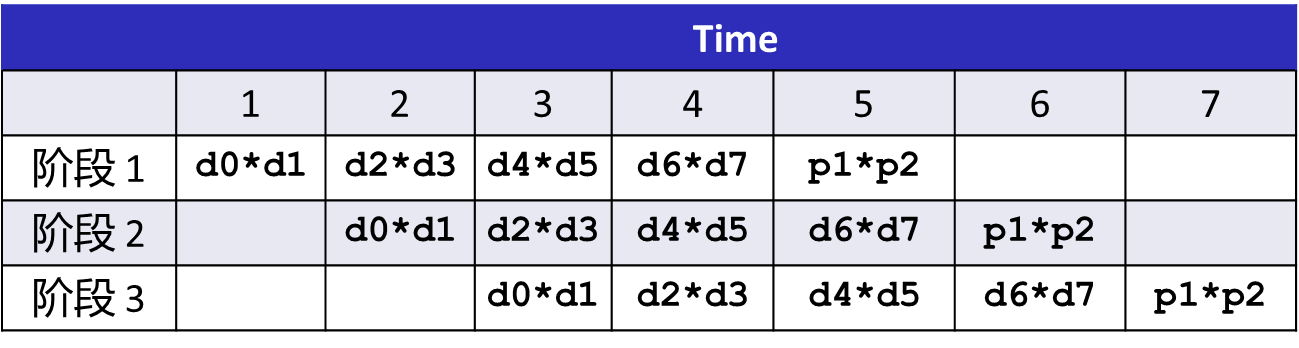 Time
1 2 3 4 5 6 7
阶段 1 d0*d1 d2*d3 d4*d5 d6*d7 p1*p2
阶段 2 d0*d1 d2*d3 d4*d5 d6*d7 p1*p2
阶段 3 d0*d1 d2*d3 d4*d5 d6*d7 p1*p2